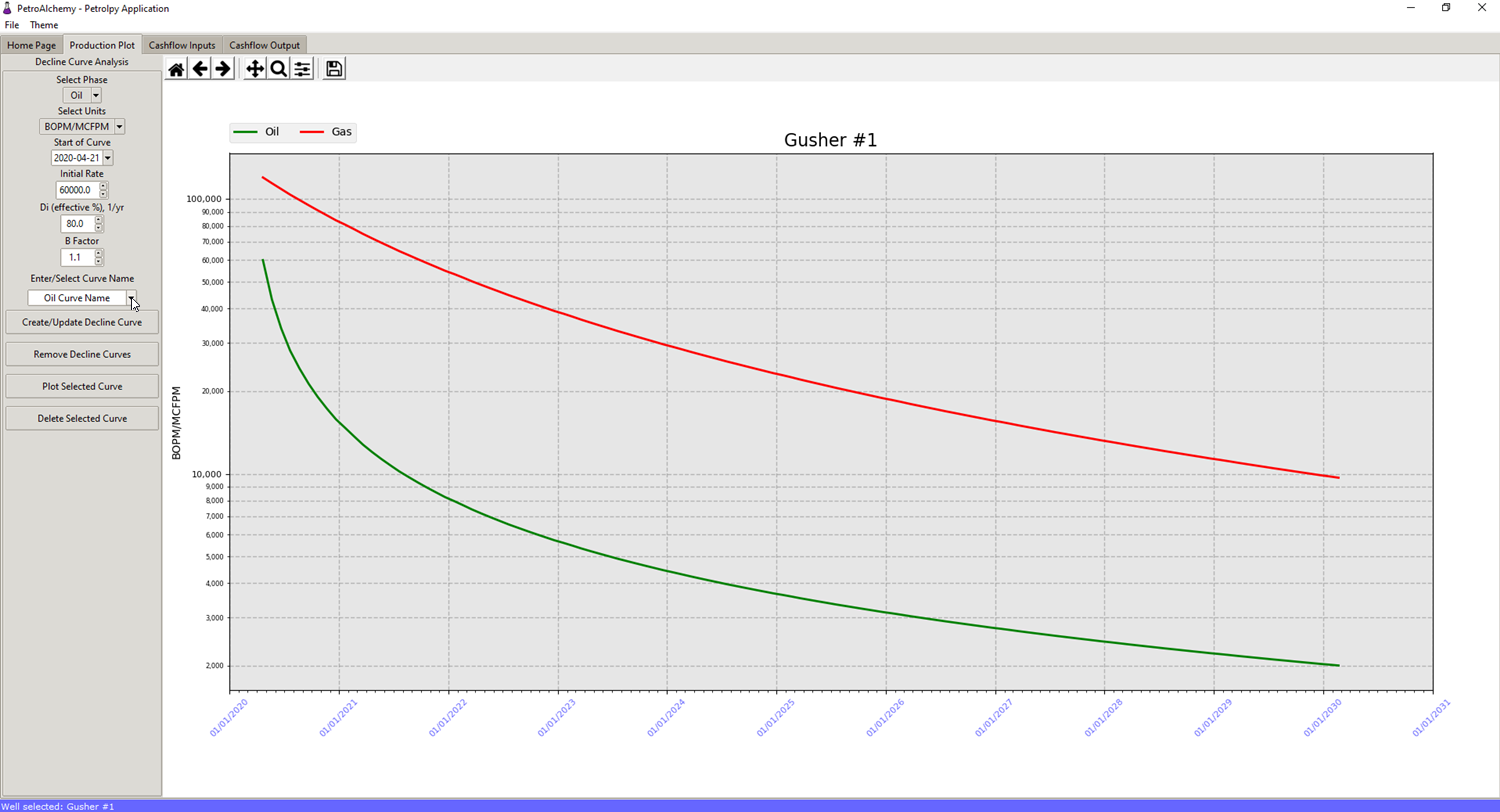 PetroAlchemy - Petrolpy Application
File Theme
Home Page Production Plot Cashflow Inputs Cashflow Output
Decline Curve Analysis
Select Phase
Oil
Select Units
BOPM/MCFPM
Start of Curve
2020-04-21
Initial Rate
60000.0
Di (effective %), 1/yr
80.0
B Factor
1.1
Enter/Select Curve Name
Oil Curve Name
Create/Update Decline Curve
Remove Decline Curves
Plot Selected Curve
Delete Selected Curve
Oil Gas
Gusher #1
BOPM/MCFPM
100,000
90,000
80,000
70,000
60,000
50,000
40,000
30,000
20,000
10,000
9,000
8,000
7,000
6,000
5,000
4,000
3,000
2,000
01/01/2020 01/01/2021 01/01/2022 01/01/2023 01/01/2024 01/01/2025 01/01/2026 01/01/2027 01/01/2028 01/01/2029 01/01/2030 01/01/2031
Well selected: Gusher #1